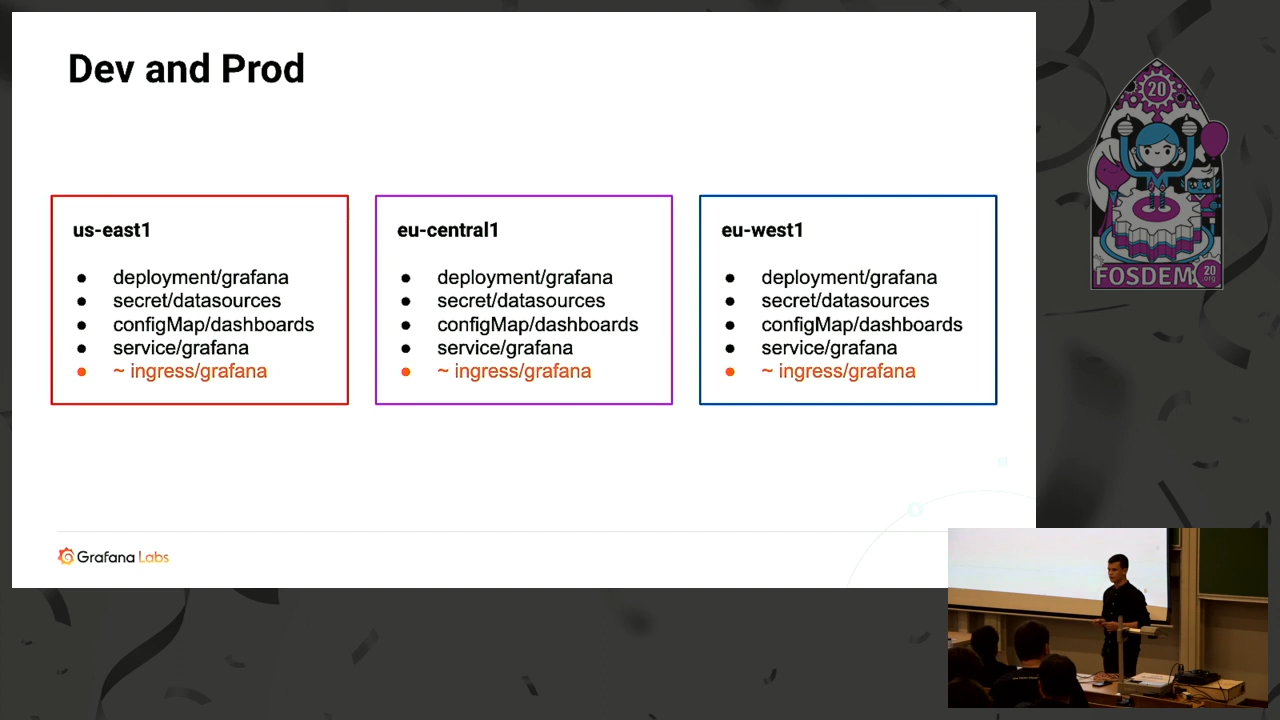 Dev and Prod
us-east1
● deployment/grafana
● secret/datasources
● configMap/dashboards
● service/grafana
● ~ ingress/grafana
eu-central1
● deployment/grafana
● secret/datasources
● configMap/dashboards
● service/grafana
● ~ ingress/grafana
eu-west1
● deployment/grafana
● secret/datasources
● configMap/dashboards
● service/grafana
● ~ ingress/grafana
Grafana Labs
20
FOSDEM
20
.org